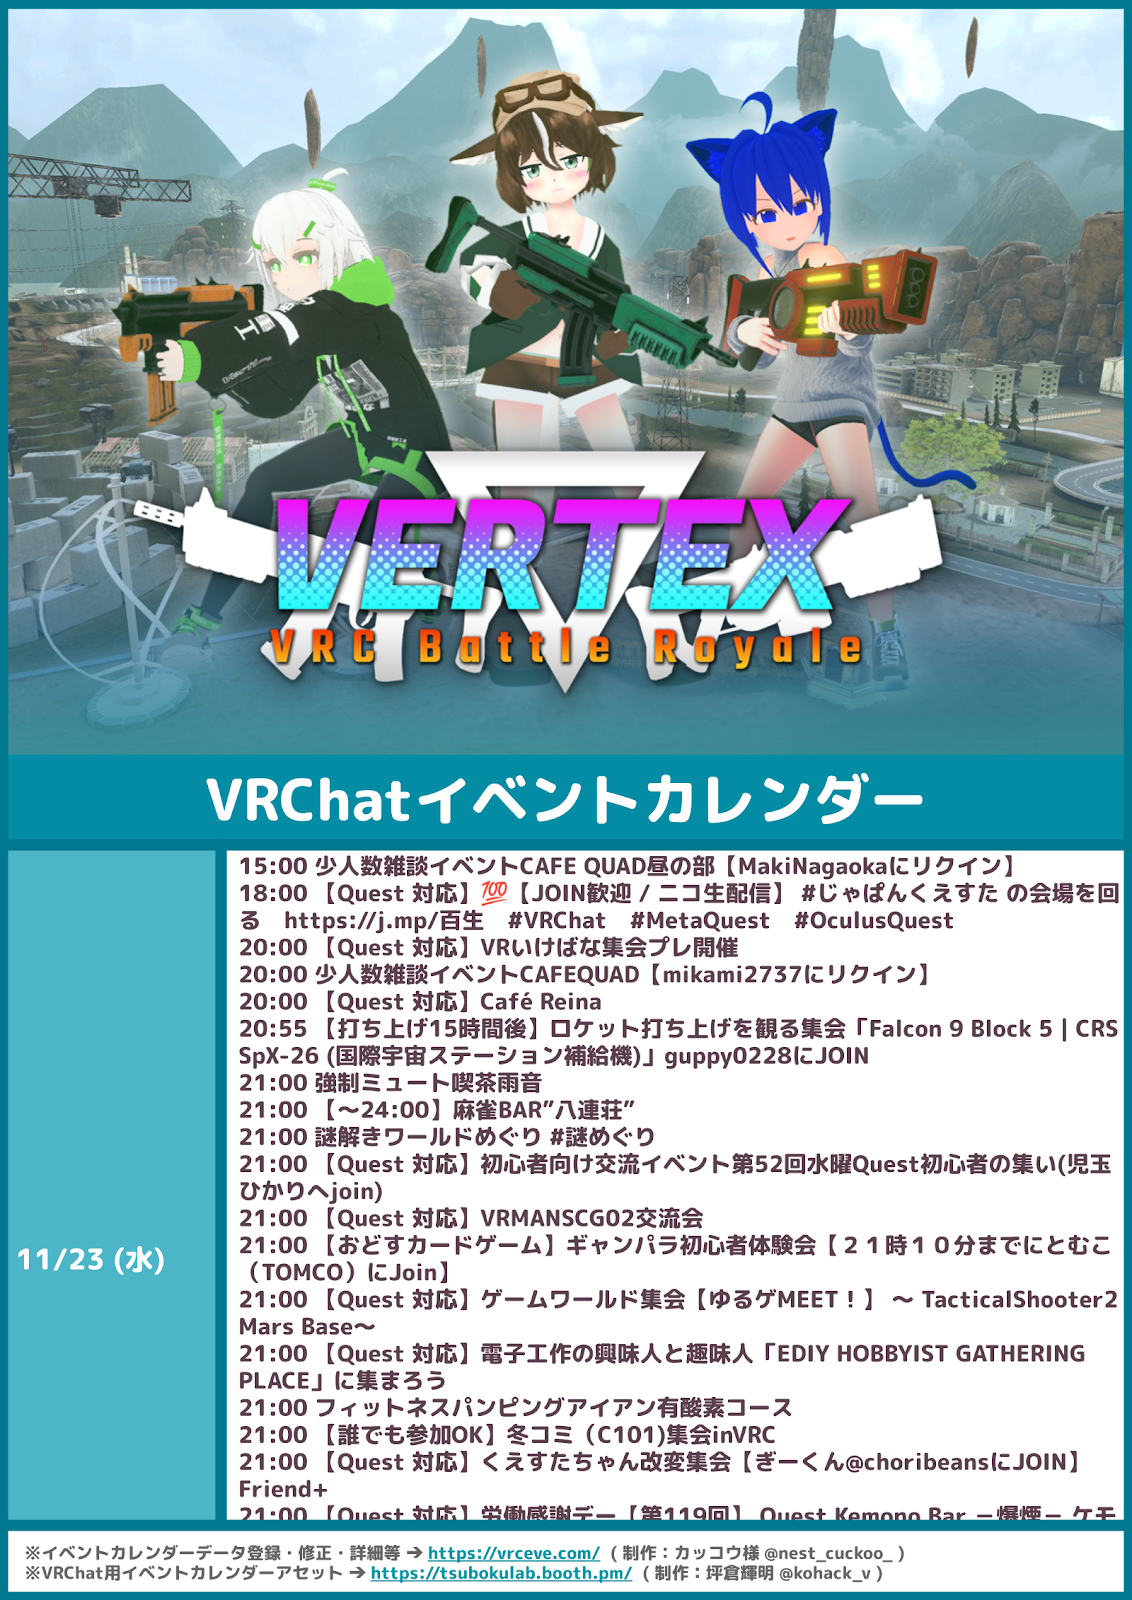 VERTEX
VRC Battle Royale
VRChatイベントカレンダー
11/23 (水)
15:00 少人数雑談イベントCAFE QUAD昼の部【MakiNagaokaにリクイン】
18:00 【Quest 対応】💯【JOIN歓迎 / ニコ生配信】 #じゃぱんくえすた の会場を回
る　https://j.mp/百生　#VRChat　#MetaQuest　#OculusQuest
20:00 【Quest 対応】VRいけばな集会プレ開催
20:00 少人数雑談イベントCAFEQUAD【mikami2737にリクイン】
20:00 【Quest 対応】Café Reina
20:55 【打ち上げ15時間後】ロケット打ち上げを観る集会「Falcon 9 Block 5 | CRS
SpX-26 (国際宇宙ステーション補給機)」guppy0228にJOIN
21:00 強制ミュート喫茶雨音
21:00 【～24:00】麻雀BAR”八連荘”
21:00 謎解きワールドめぐり #謎めぐり
21:00 【Quest 対応】初心者向け交流イベント第52回水曜Quest初心者の集い(児玉
ひかりへjoin)
21:00 【Quest 対応】VRMANSCG02交流会
21:00 【おどすカードゲーム】ギャンパラ初心者体験会【２１時１０分までにとむこ
（TOMCO）にJoin】
21:00 【Quest 対応】ゲームワールド集会【ゆるゲMEET！】 ～ TacticalShooter2
Mars Base～
21:00 【Quest 対応】電子工作の興味人と趣味人「EDIY HOBBYIST GATHERING
PLACE」に集まろう
21:00 フィットネスパンピングアイアン有酸素コース
21:00 【誰でも参加OK】冬コミ（C101)集会inVRC
21:00 【Quest 対応】くえすたちゃん改変集会【ぎーくん@choribeansにJOIN】
Friend+
21:00 【Quest 対応】労働感謝デー【第119回】 Quest Kemono Bar －爆煙－ ケモ
※イベントカレンダーデータ登録・修正・詳細等 ➔ https://vrceve.com/ （制作：カッコウ様 @nest_cuckoo_ ）
※VRChat用イベントカレンダーアセット ➔ https://tsubokulab.booth.pm/ （制作：坪倉輝明 @kohack_v ）